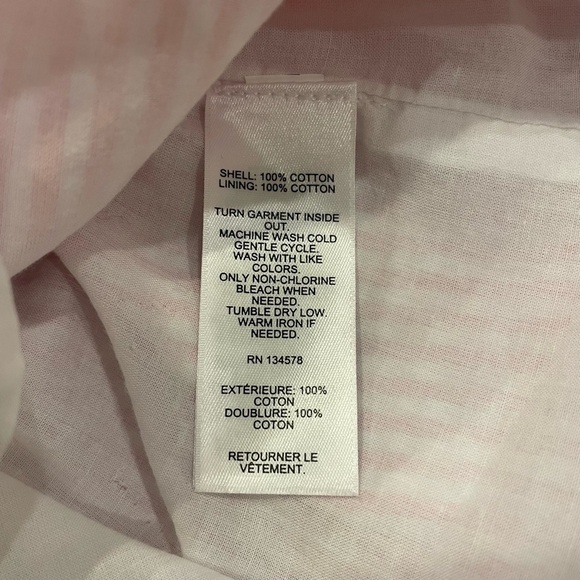 SHELL: 100% COTTON
LINING: 100% COTTON
TURN GARMENT INSIDE
OUT.
MACHINE WASH COLD
GENTLE CYCLE.
WASH WITH LIKE
COLORS.
ONLY NON-CHLORINE
BLEACH WHEN
NEEDED.
TUMBLE DRY LOW.
WARM IRON IF
NEEDED.
RN 134578
EXTÉRIEURE: 100%
COTON
DOUBLURE: 100%
COTON
RETOURNER LE
VÊTEMENT.